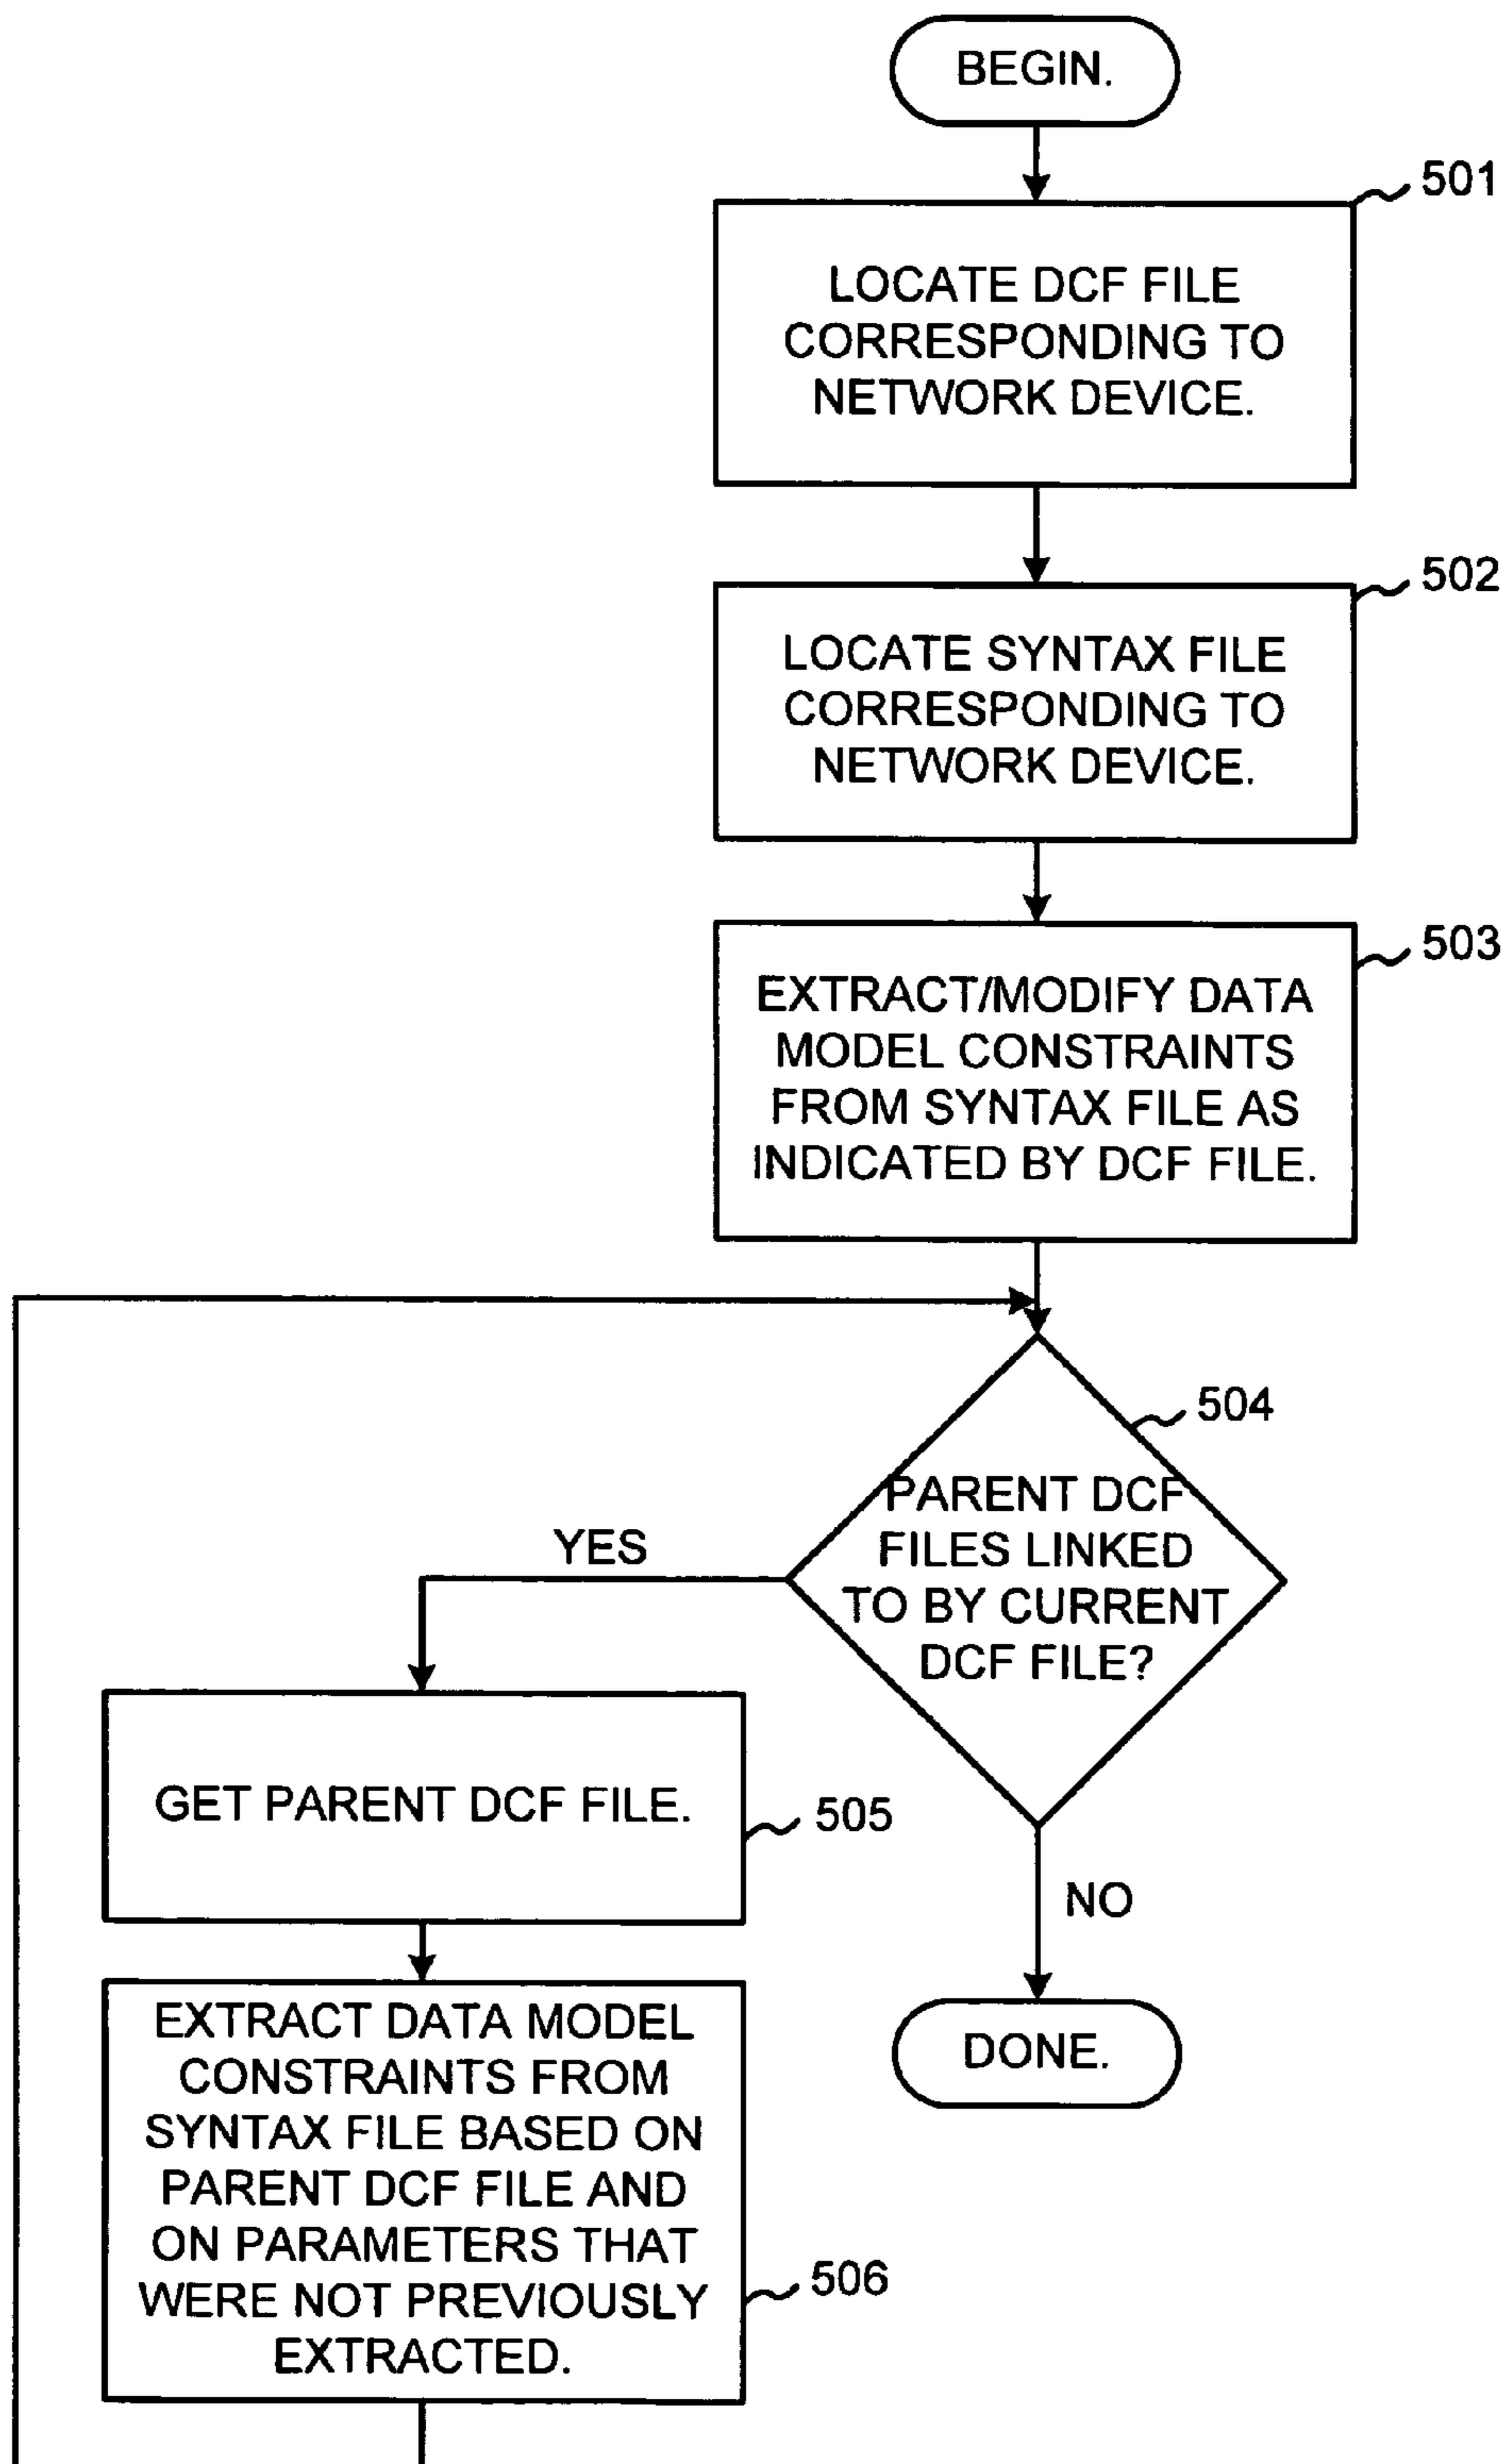 BEGIN.
501
LOCATE DCF FILE
CORRESPONDING TO
NETWORK DEVICE.
502
LOCATE SYNTAX FILE
CORRESPONDING TO
NETWORK DEVICE.
503
EXTRACT/MODIFY DATA
MODEL CONSTRAINTS
FROM SYNTAX FILE AS
INDICATED BY DCF FILE.
504
PARENT DCF
FILES LINKED
TO BY CURRENT
DCF FILE?
YES
GET PARENT DCF FILE.
505
NO
EXTRACT DATA MODEL
CONSTRAINTS FROM
SYNTAX FILE BASED ON
PARENT DCF FILE AND
ON PARAMETERS THAT
WERE NOT PREVIOUSLY
EXTRACTED.
506
DONE.